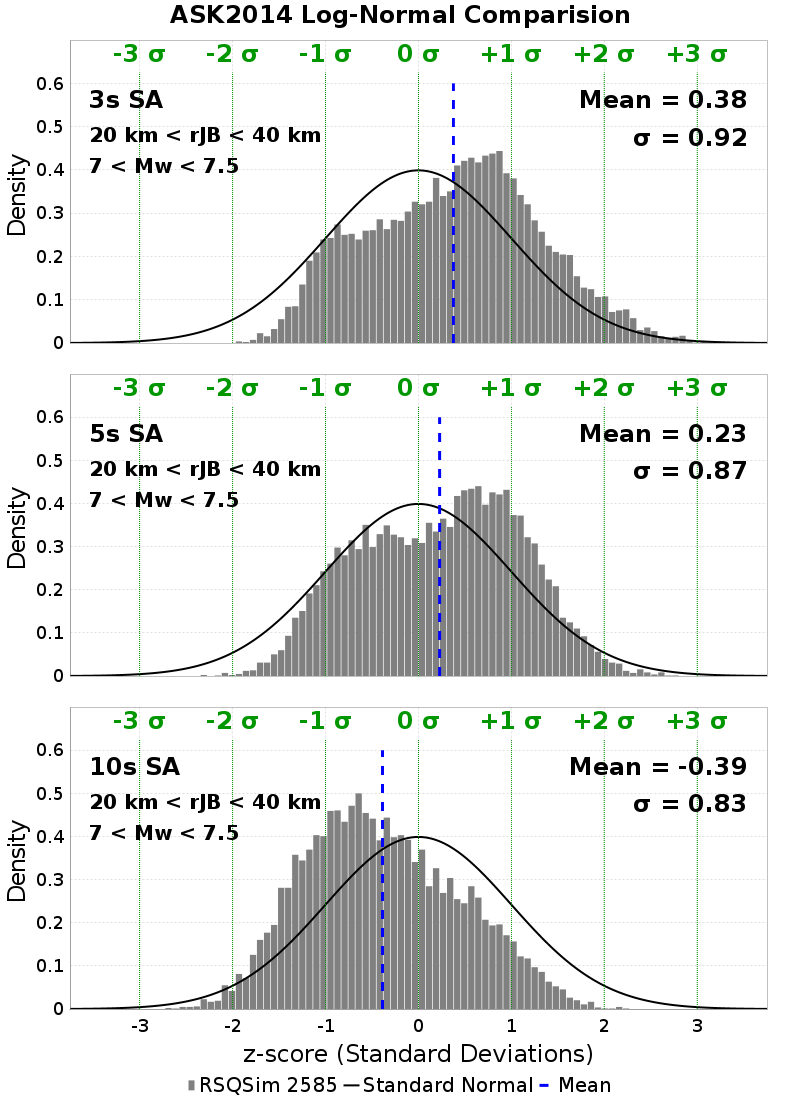 ASK2014 Log-Normal Comparision
-3 σ -2 σ -1 σ 0 σ +1 σ +2 σ +3 σ
3s SA
20 km < rJB < 40 km
7 < Mw < 7.5
Mean = 0.38
σ = 0.92
Density
0.6
0.5
0.4
0.3
0.2
0.1
0
-3 σ -2 σ -1 σ 0 σ +1 σ +2 σ +3 σ
5s SA
20 km < rJB < 40 km
7 < Mw < 7.5
Mean = 0.23
σ = 0.87
Density
0.6
0.5
0.4
0.3
0.2
0.1
0
-3 σ -2 σ -1 σ 0 σ +1 σ +2 σ +3 σ
10s SA
20 km < rJB < 40 km
7 < Mw < 7.5
Mean = -0.39
σ = 0.83
Density
0.6
0.5
0.4
0.3
0.2
0.1
0
-3 -2 -1 0 1 2 3
z-score (Standard Deviations)
RSQSim 2585 Standard Normal Mean